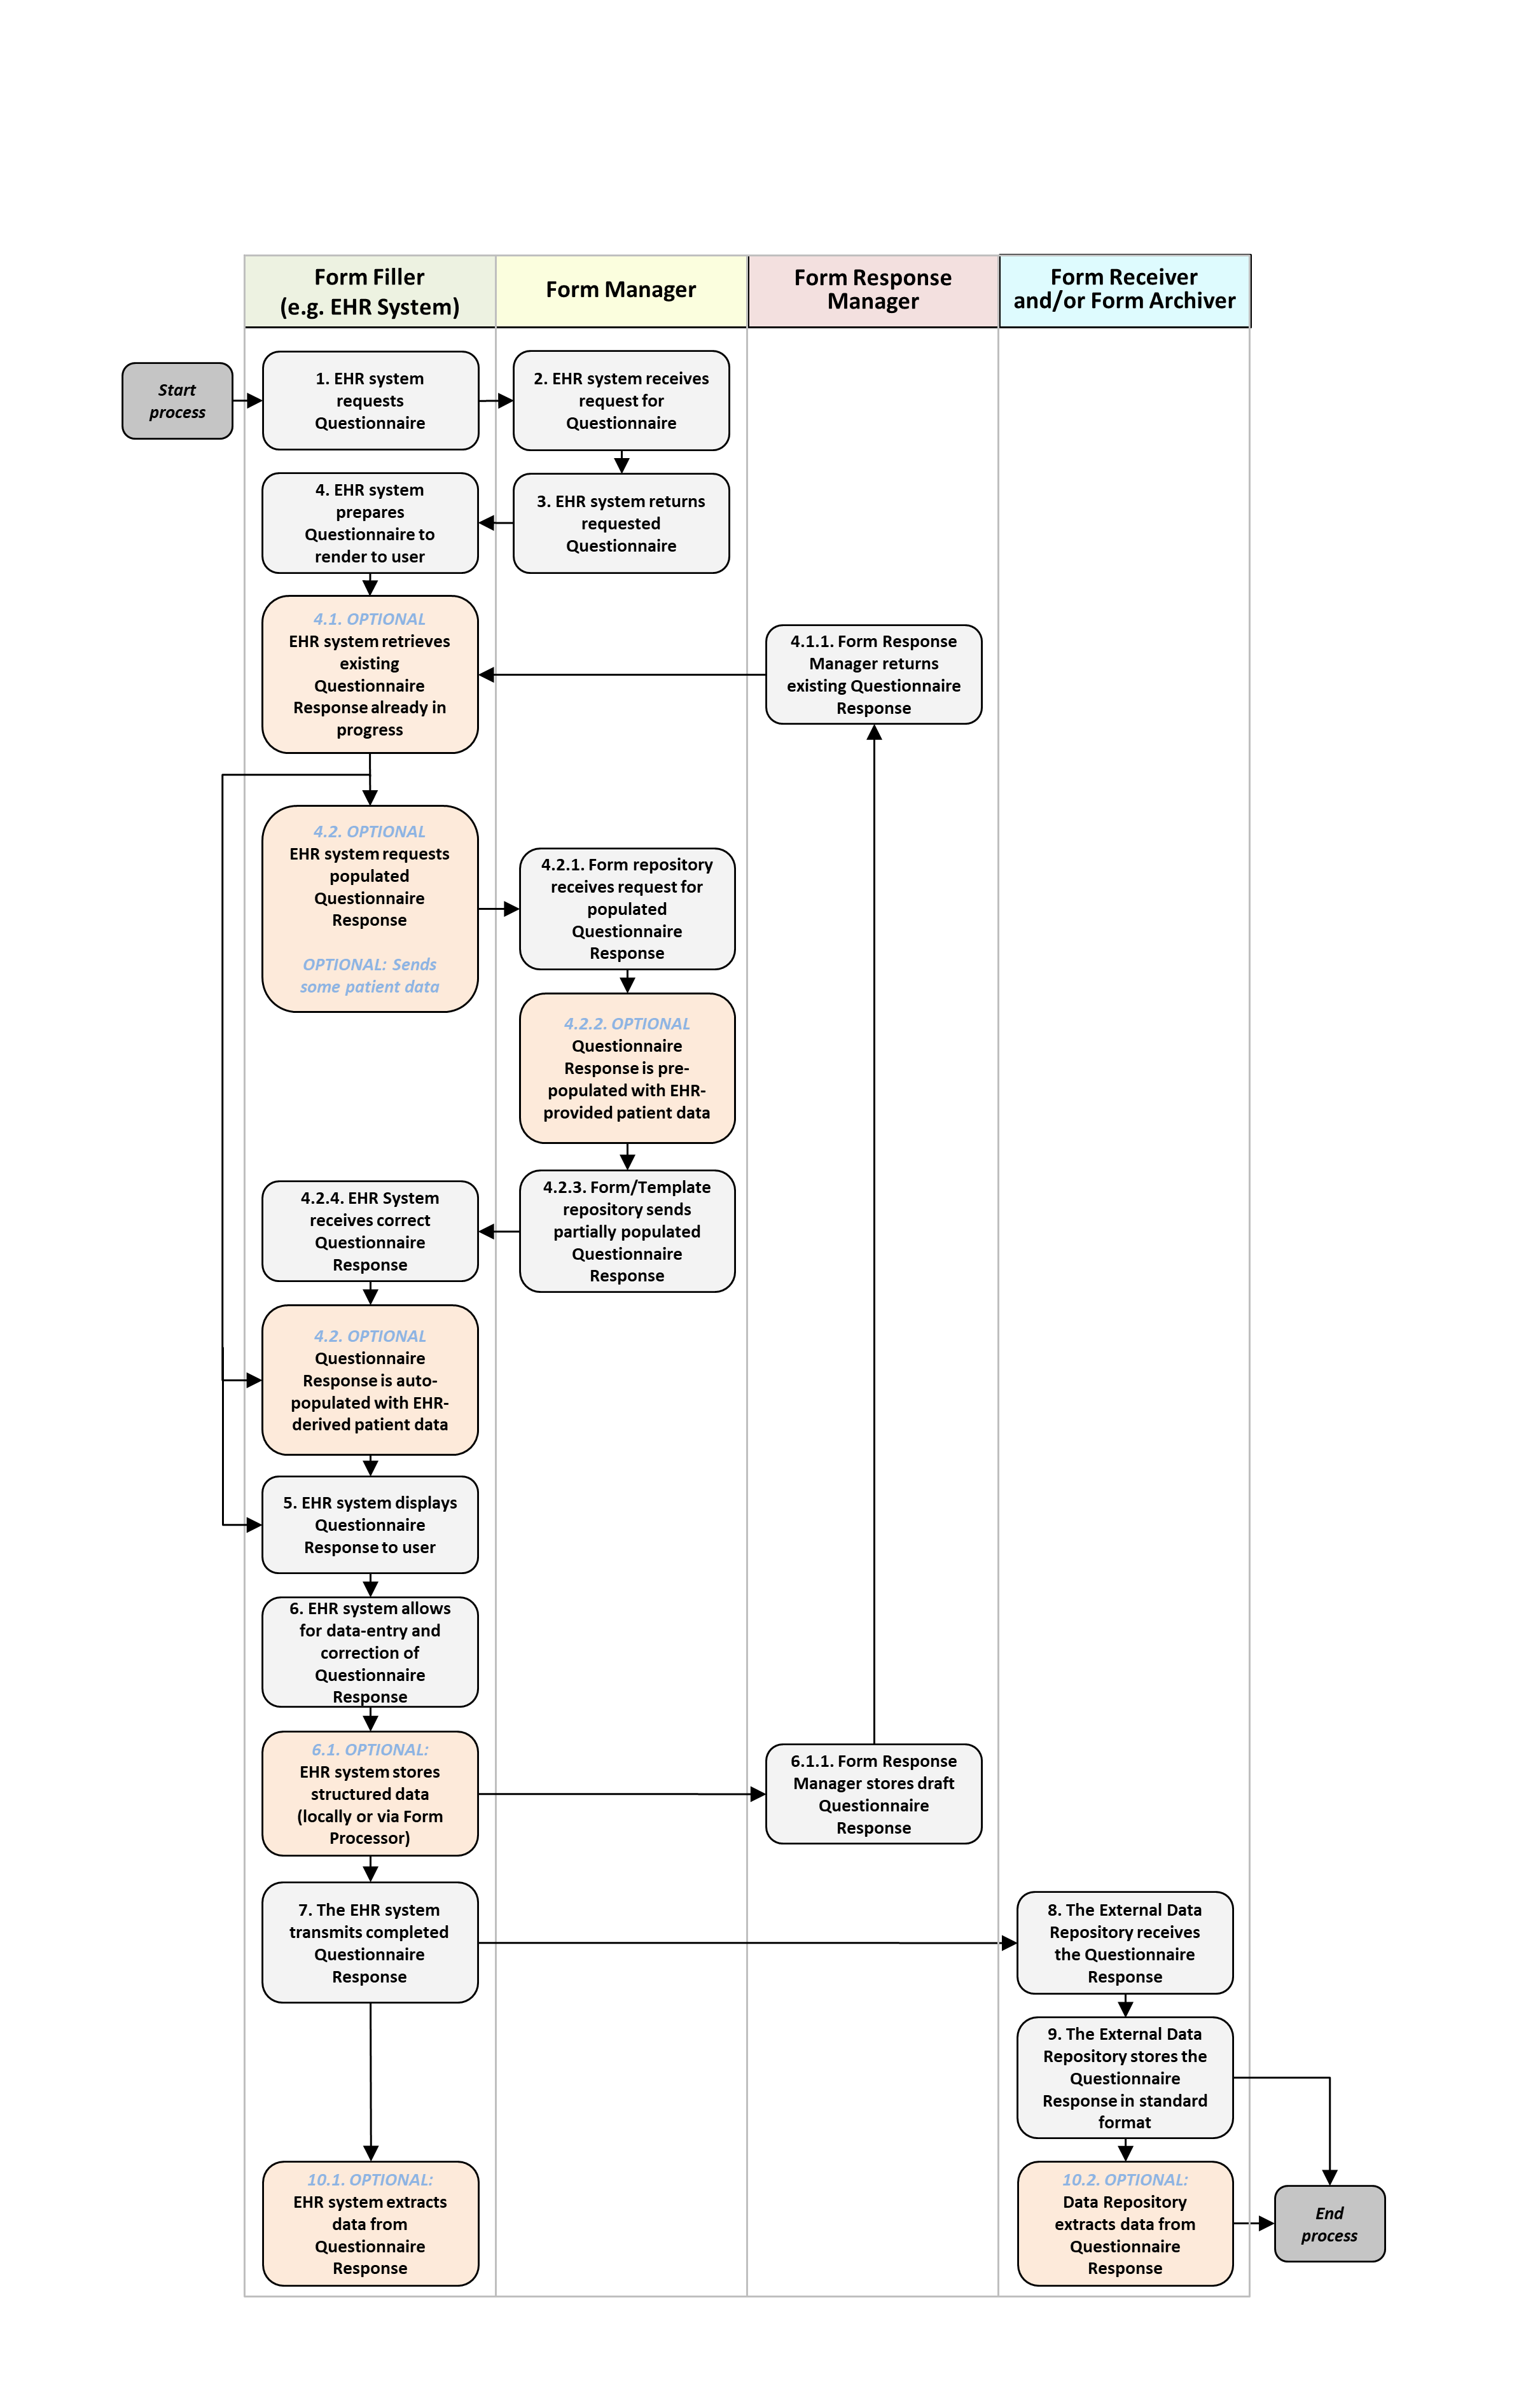 Form Filler
(e.g. EHR System)
Form Manager
Form Response
Manager
Form Receiver
and/or Form Archiver
Start
process
1. EHR system
requests
Questionnaire
2. EHR system receives
request for
Questionnaire
4. EHR system
prepares
Questionnaire to
render to user
3. EHR system returns
requested
Questionnaire
4.1. OPTIONAL
EHR system retrieves
existing
Questionnaire
Response already in
progress
4.1.1. Form Response
Manager returns
existing Questionnaire
Response
4.2. OPTIONAL
EHR system requests
populated
Questionnaire
Response
OPTIONAL: Sends
some patient data
4.2.1. Form repository
receives request for
populated
Questionnaire
Response
4.2.2. OPTIONAL
Questionnaire
Response is pre-
populated with EHR-
provided patient data
4.2.4. EHR System
receives correct
Questionnaire
Response
4.2.3. Form/Template
repository sends
partially populated
Questionnaire
Response
4.2. OPTIONAL
Questionnaire
Response is auto-
populated with EHR-
derived patient data
5. EHR system displays
Questionnaire
Response to user
6. EHR system allows
for data-entry and
correction of
Questionnaire
Response
6.1. OPTIONAL:
EHR system stores
structured data
(locally or via Form
Processor)
6.1.1. Form Response
Manager stores draft
Questionnaire
Response
7. The EHR system
transmits completed
Questionnaire
Response
8. The External Data
Repository receives
the Questionnaire
Response
9. The External Data
Repository stores the
Questionnaire
Response in standard
format
10.1. OPTIONAL:
EHR system extracts
data from
Questionnaire
Response
10.2. OPTIONAL:
Data Repository
extracts data from
Questionnaire
Response
End
process